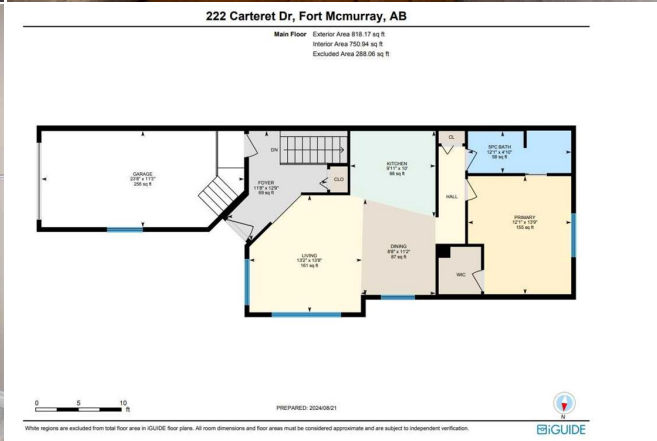 222 Carteret Dr, Fort Mcmurray, AB
Main Floor Exterior Area 818.17 sq ft
Interior Area 750.94 sq ft
Excluded Area 288.06 sq ft
GARAGE
23'8" x 11'3"
256 sq ft
DN
FOYER
11'8" x 12'9"
69 sq ft
CLO
KITCHEN
9'11" x 10'
88 sq ft
CL
HALL
5PC BATH
12'1" x 4'10"
58 sq ft
PRIMARY
12'1" x 13'9"
155 sq ft
WIC
LIVING
13'2" x 13'8"
161 sq ft
DINING
8'8" x 11'2"
87 sq ft
0 5 10
ft
PREPARED: 2024/08/21
N
White regions are excluded from total floor area in iGUIDE floor plans. All room dimensions and floor areas must be considered approximate and are subject to independent verification.
iGUIDE